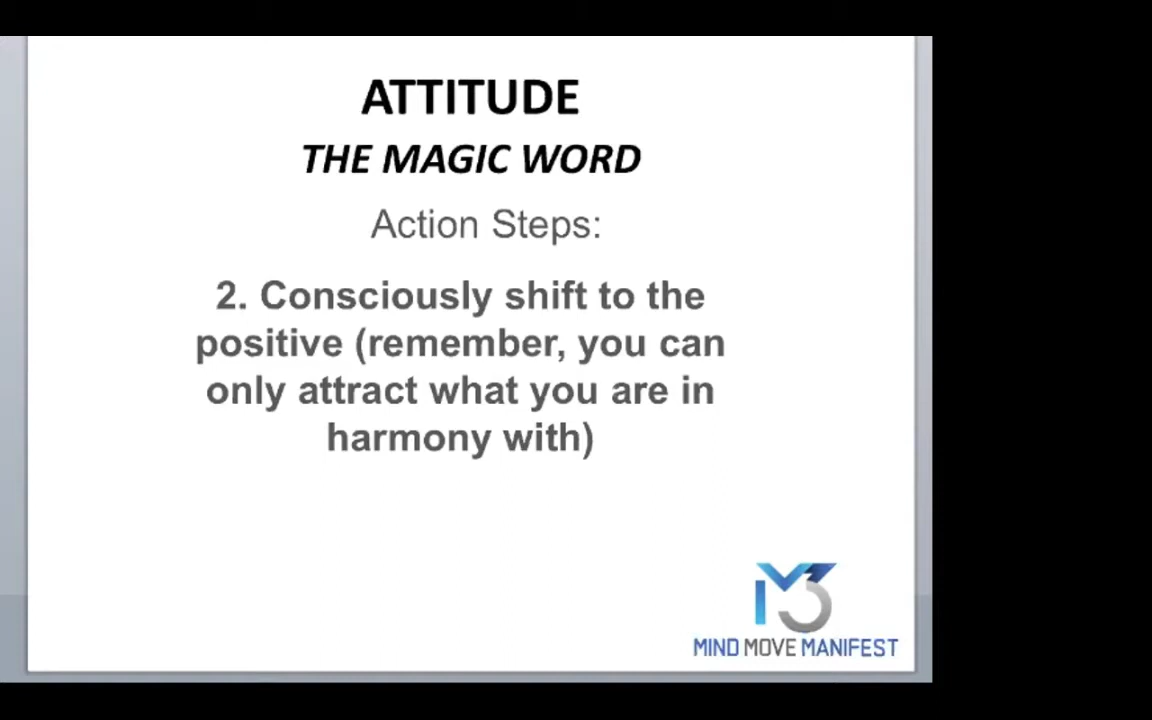 ATTITUDE
THE MAGIC WORD
Action Steps:
2. Consciously shift to the
positive (remember, you can
only attract what you are in
harmony with)
M3
MIND MOVE MANIFEST